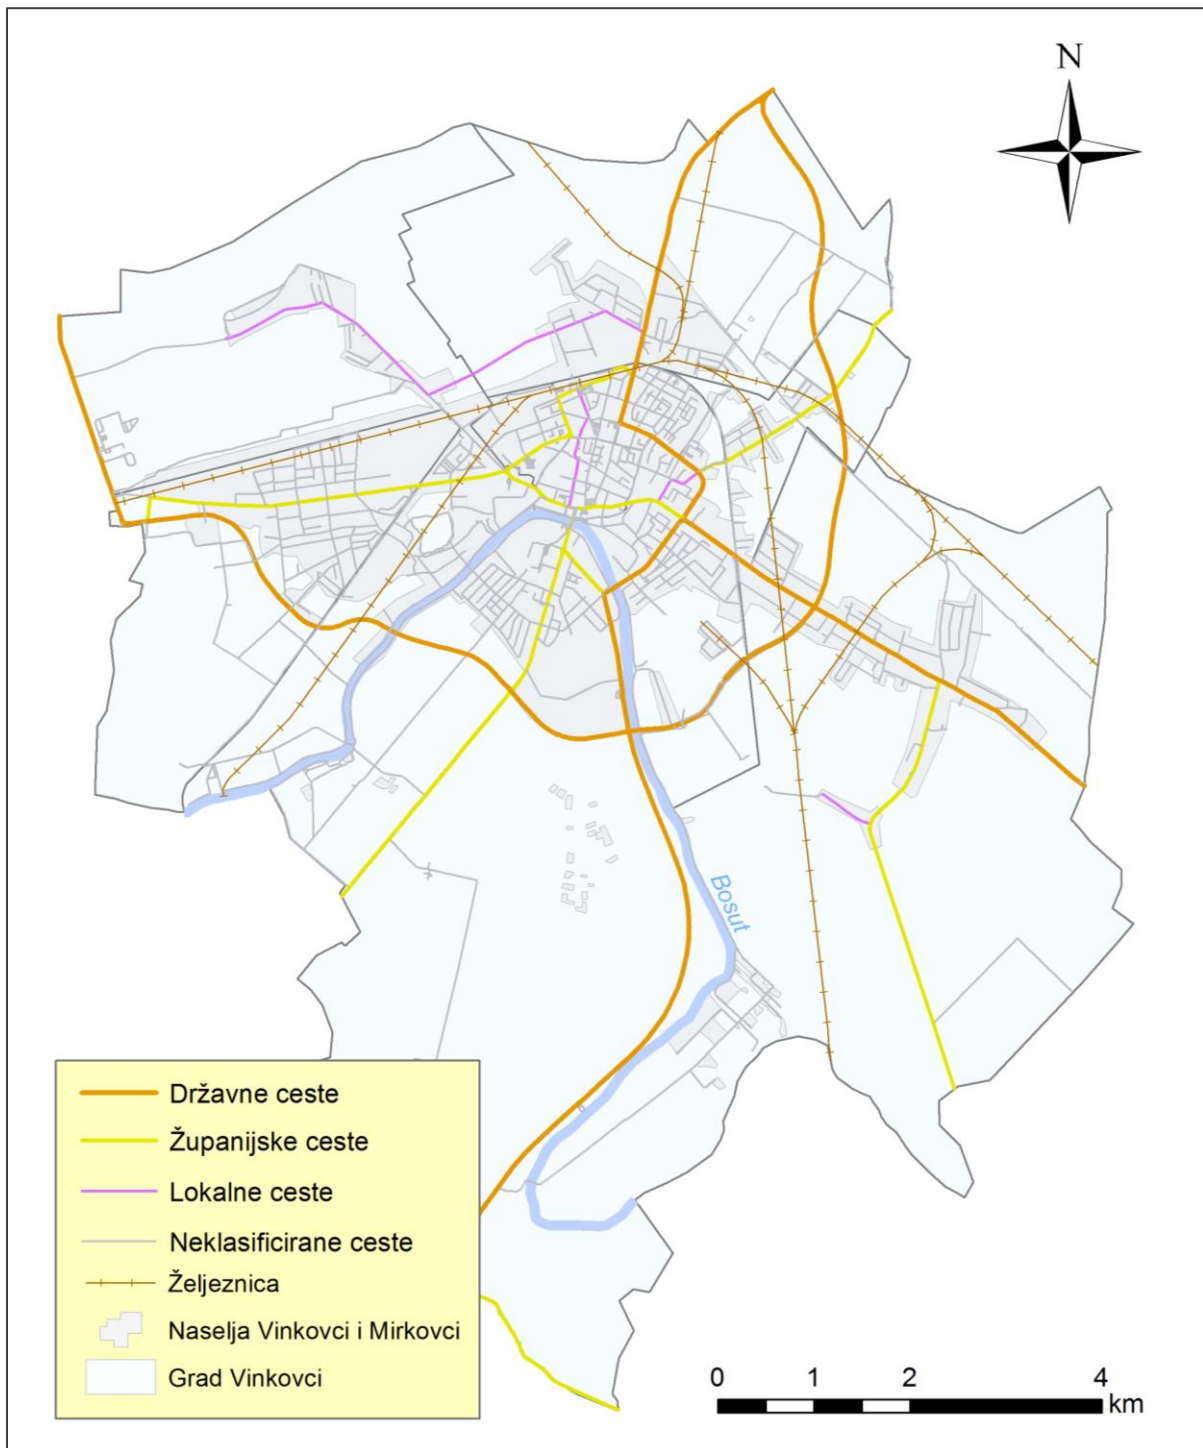 N
Bosut
Državne ceste
Županijske ceste
Lokalne ceste
Neklasificirane ceste
Željeznica
Naselja Vinkovci i Mirkovci
Grad Vinkovci
0 1 2 4
km